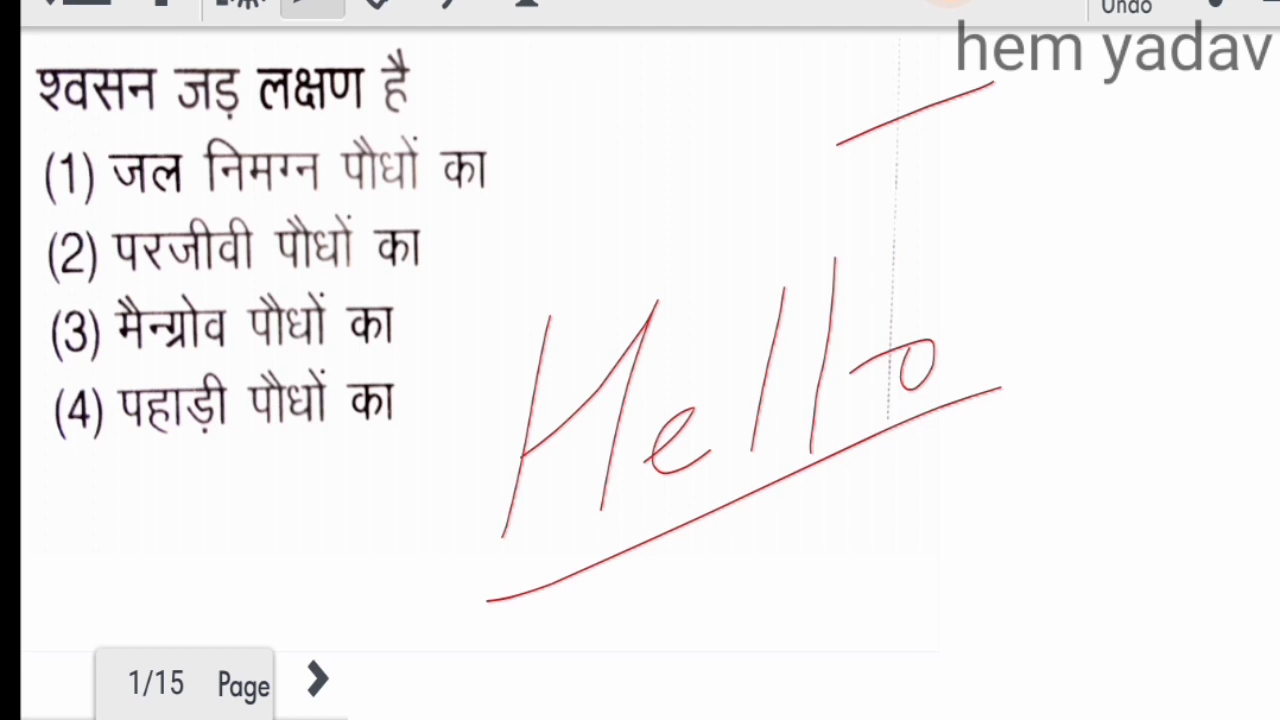 Undo
hem yadav
श्वसन जड़ लक्षण है
(1) जल निमग्न पौधों का
(2) परजीवी पौधों का
(3) मैन्ग्रोव पौधों का
(4) पहाड़ी पौधों का
Hello
1/15 Page